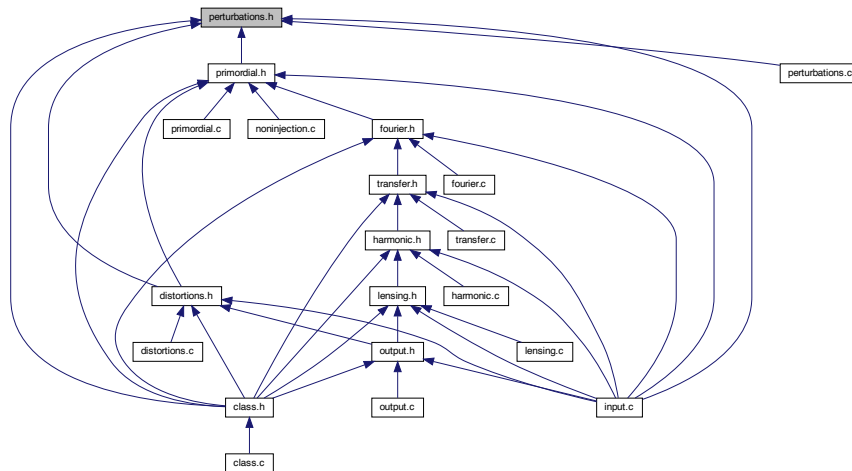 perturbations.h
primordial.h
perturbations.c
primordial.c
noninjection.c
fourier.h
transfer.h
fourier.c
harmonic.h
transfer.c
distortions.h
lensing.h
harmonic.c
distortions.c
output.h
lensing.c
class.h
output.c
input.c
class.c